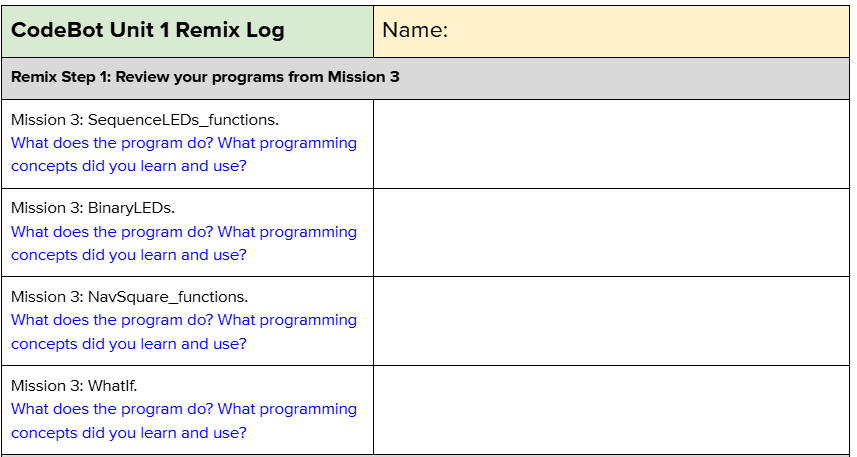 CodeBot Unit 1 Remix Log
Name:
Remix Step 1: Review your programs from Mission 3
Mission 3: SequenceLEDs_functions.
What does the program do? What programming
concepts did you learn and use?
Mission 3: BinaryLEDs.
What does the program do? What programming
concepts did you learn and use?
Mission 3: NavSquare_functions.
What does the program do? What programming
concepts did you learn and use?
Mission 3: WhatIf.
What does the program do? What programming
concepts did you learn and use?